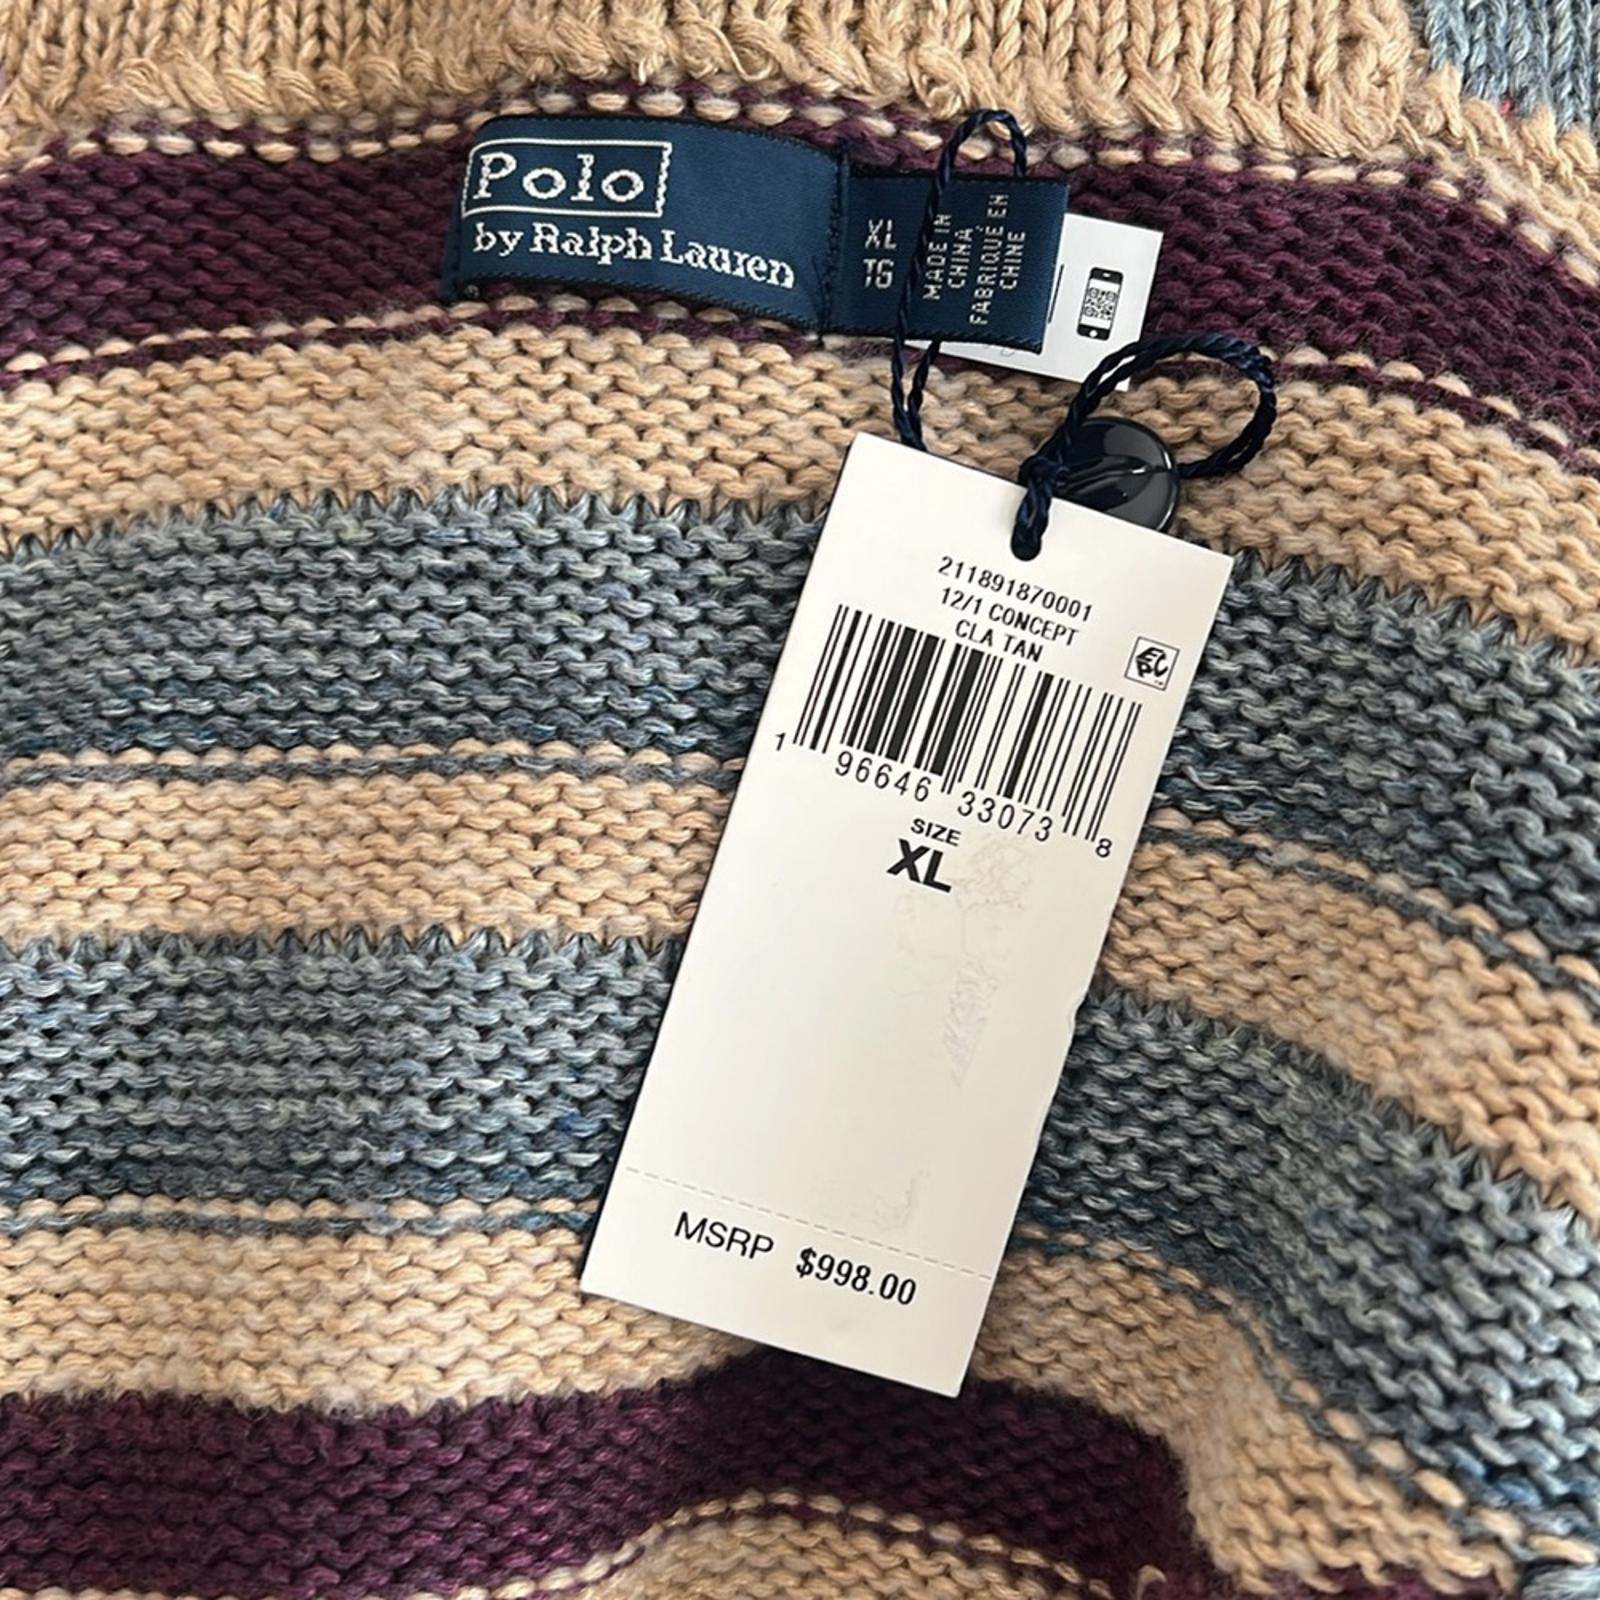 Polo
by Ralph Lauren
XL
TG
MADE IN
CHINA
FABRIQUÉ EN
CHINE
211891870001
12/1 CONCEPT
CLA TAN
1 96646 33073 8
SIZE
XL
MSRP $998.00